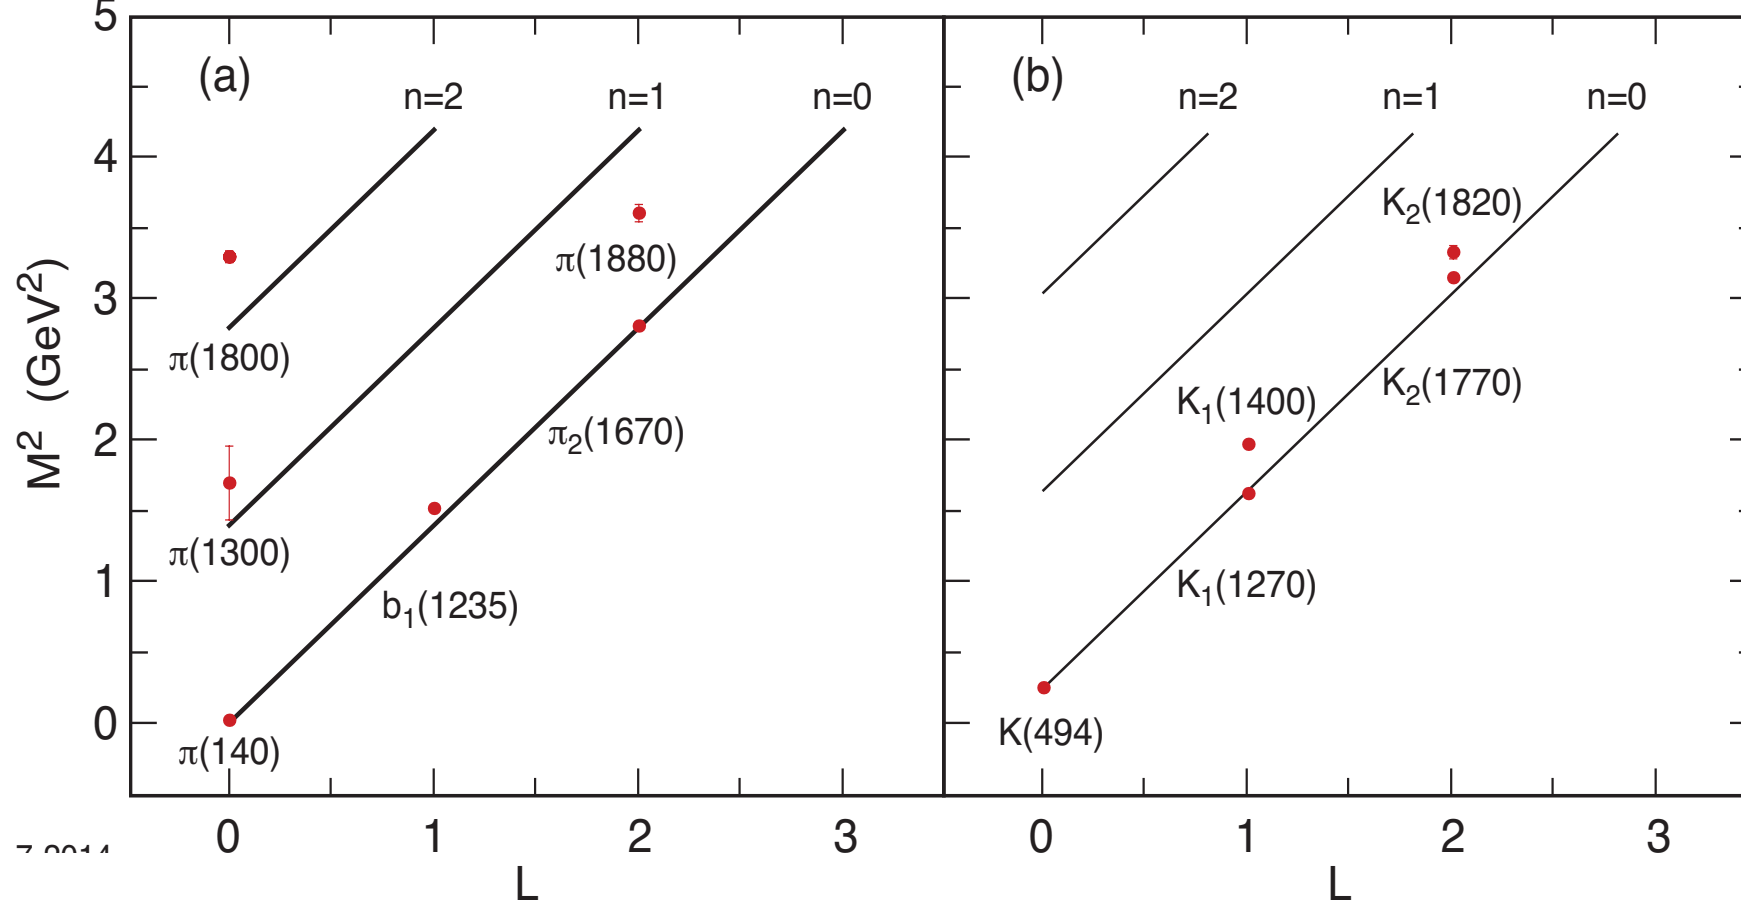 (a)
n=2
n=1
n=0
π(1800)
π(1300)
π(140)
b₁(1235)
π₂(1670)
π(1880)
M² (GeV²)
5
4
3
2
1
0
0 1 2 3
L
(b)
n=2
n=1
n=0
K₂(1820)
K₂(1770)
K₁(1400)
K₁(1270)
K(494)
0 1 2 3
L